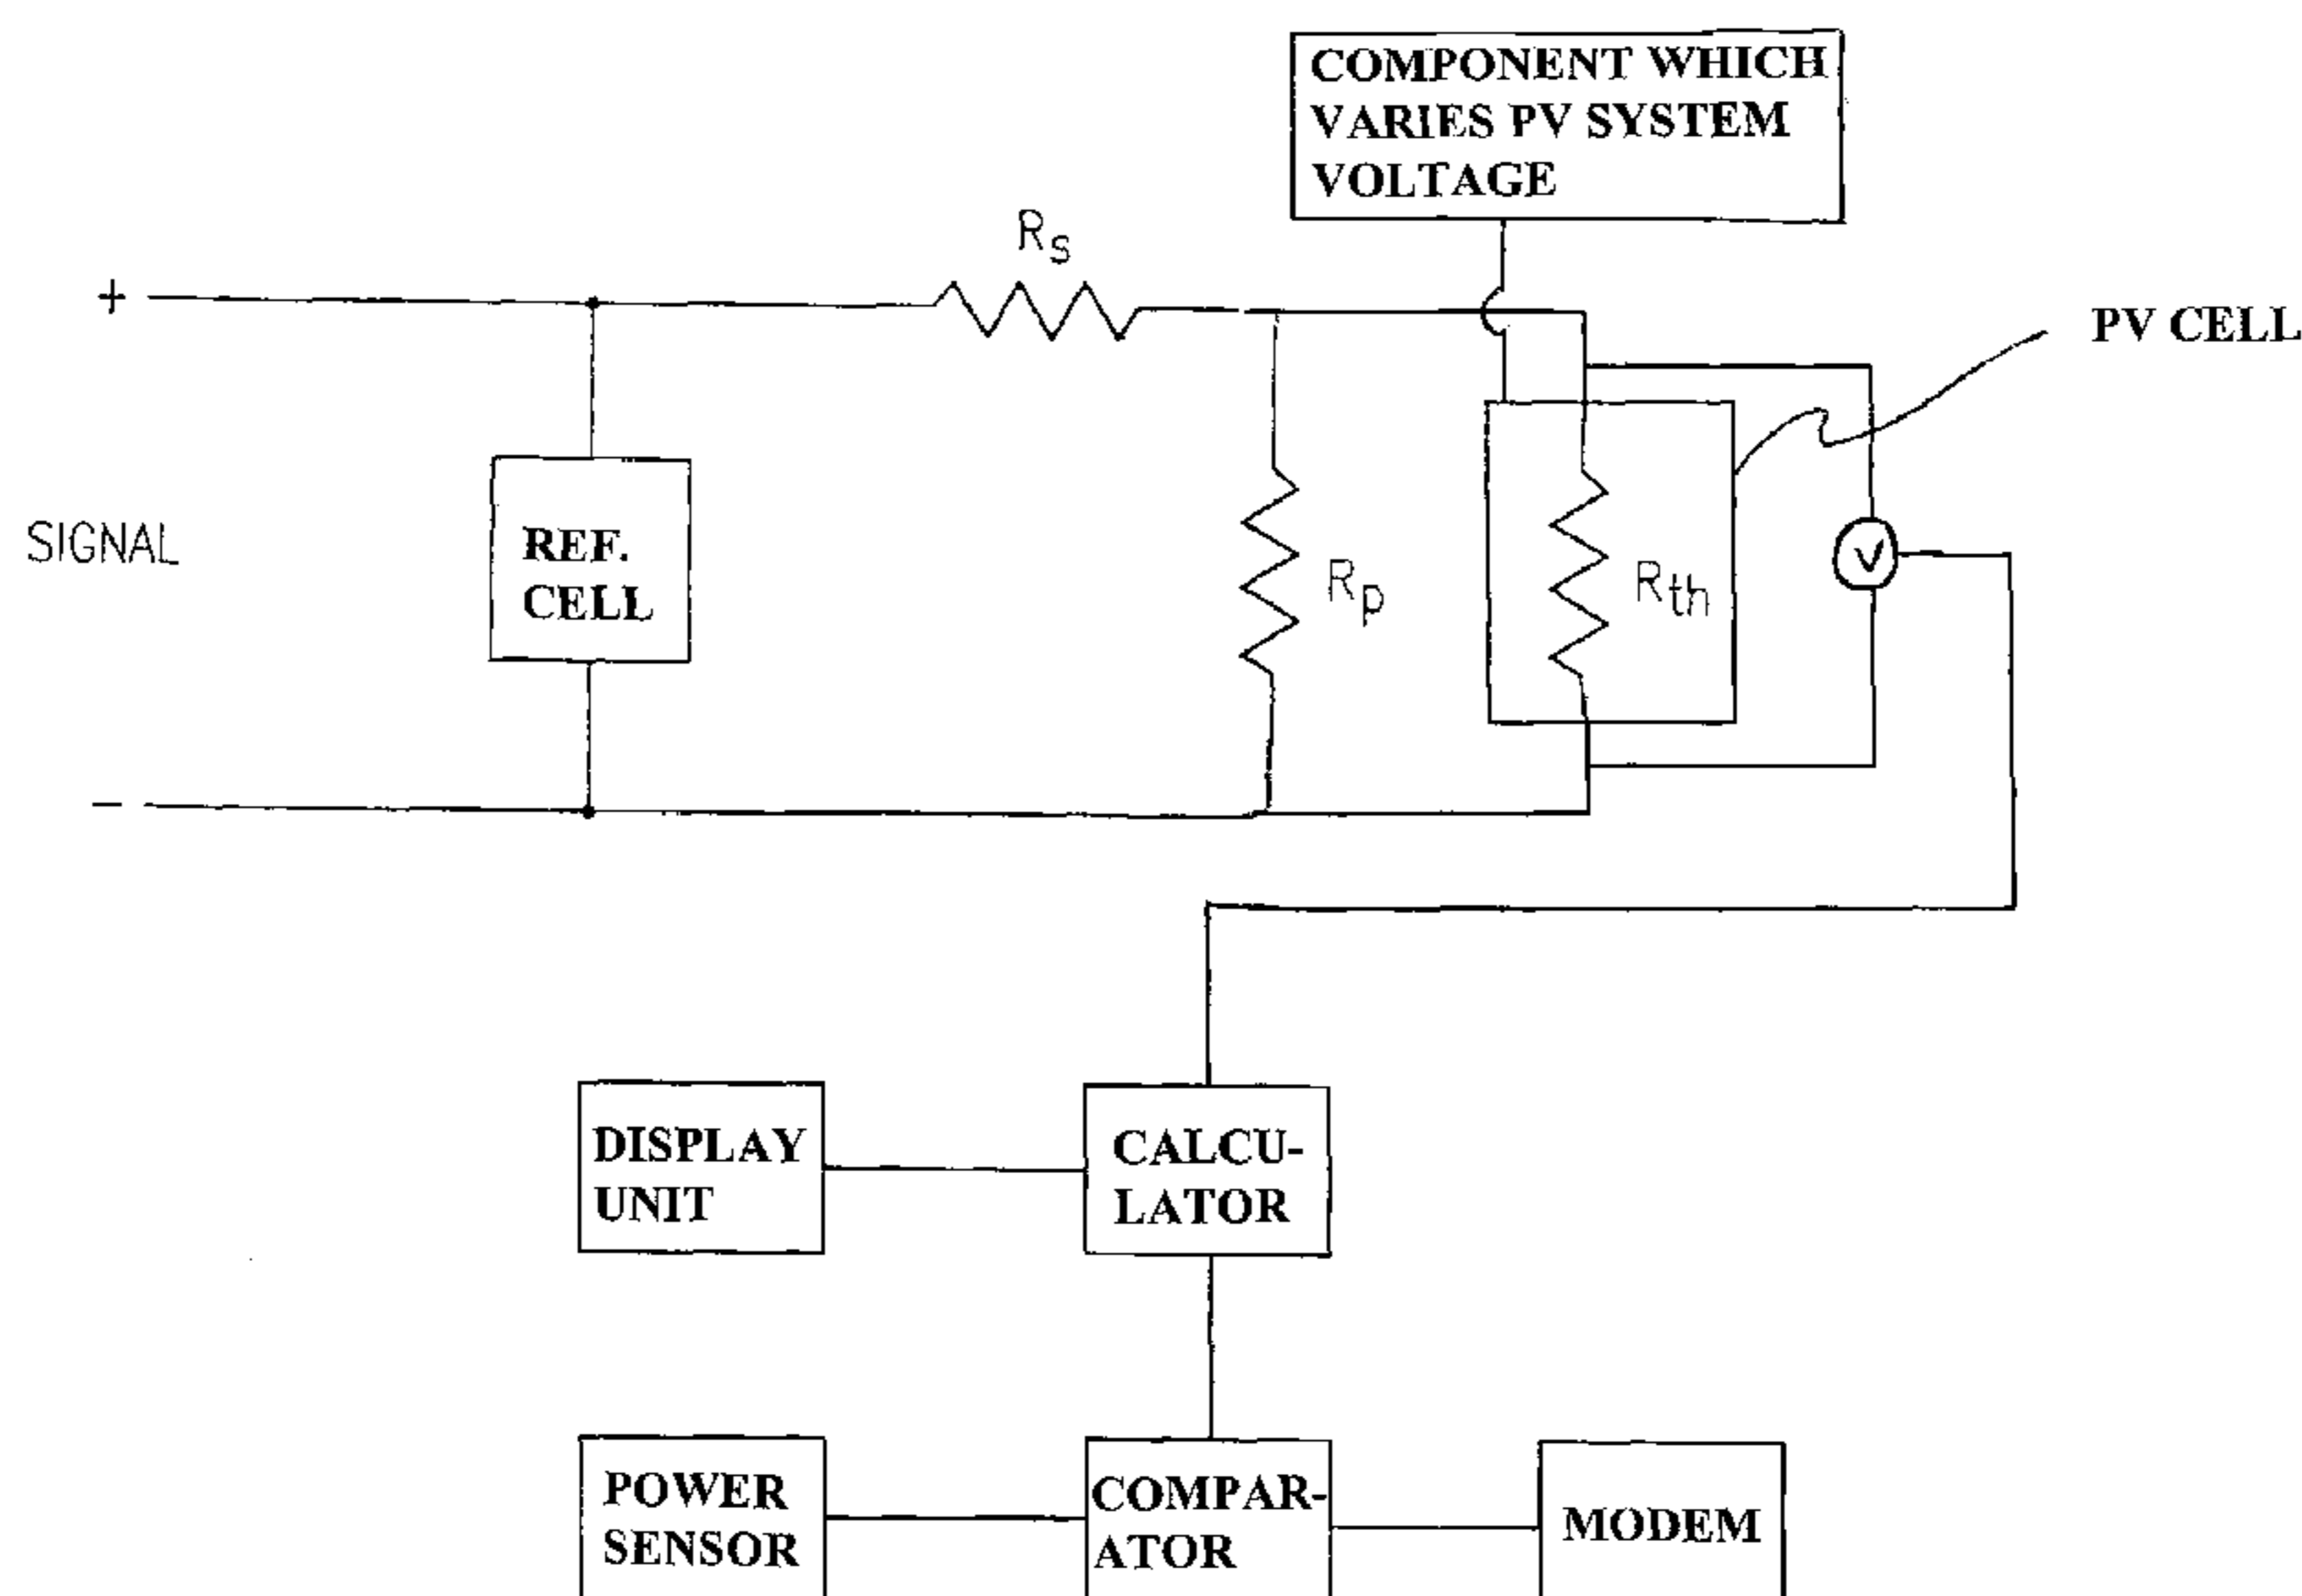 COMPONENT WHICH
VARIES PV SYSTEM
VOLTAGE
Rs
+
PV CELL
SIGNAL
REF.
CELL
Rp
Rth
V
−
DISPLAY
UNIT
CALCU-
LATOR
POWER
SENSOR
COMPAR-
ATOR
MODEM